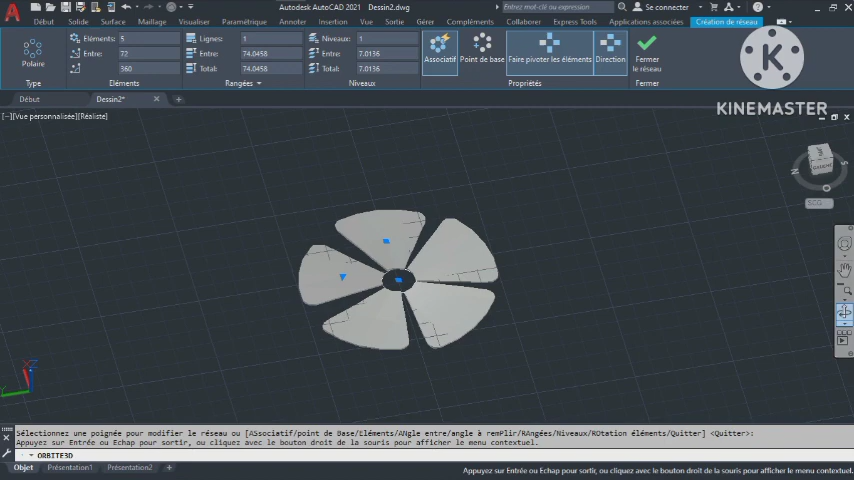 Autodesk AutoCAD 2021 Dessin2.dwg
Entrez mot-clé ou expression
Se connecter
Début Solide Surface Maillage Visualiser Paramétrique Annoter Insertion Vue Sortie Gérer Compléments Collaborer Express Tools Applications associées Création de réseau
Polaire
Eléments: 5
Entre: 72
360
Lignes: 1
Entre: 74.0458
Total: 74.0458
Niveaux: 1
Entre: 7.0136
Total: 7.0136
Associatif Point de base Faire pivoter les éléments Direction
Fermer
le réseau
Type Eléments Rangées Niveaux Propriétés Fermer
K
KINEMASTER
Début Dessin2* +
[−][Vue personnalisée][Réaliste]
N
S
SCG
X
Y
Sélectionnez une poignée pour modifier le réseau ou [ASsociatif/point de Base/Eléments/ANgle entre/angle à remPlir/RAngées/Niveaux/ROtation éléments/Quitter] <Quitter>:
Appuyez sur Entrée ou Echap pour sortir, ou cliquez avec le bouton droit de la souris pour afficher le menu contextuel.
ORBITE3D
Objet Présentation1 Présentation2 +
Appuyez sur Entrée ou Echap pour sortir, ou cliquez avec le bouton droit de la souris pour affich